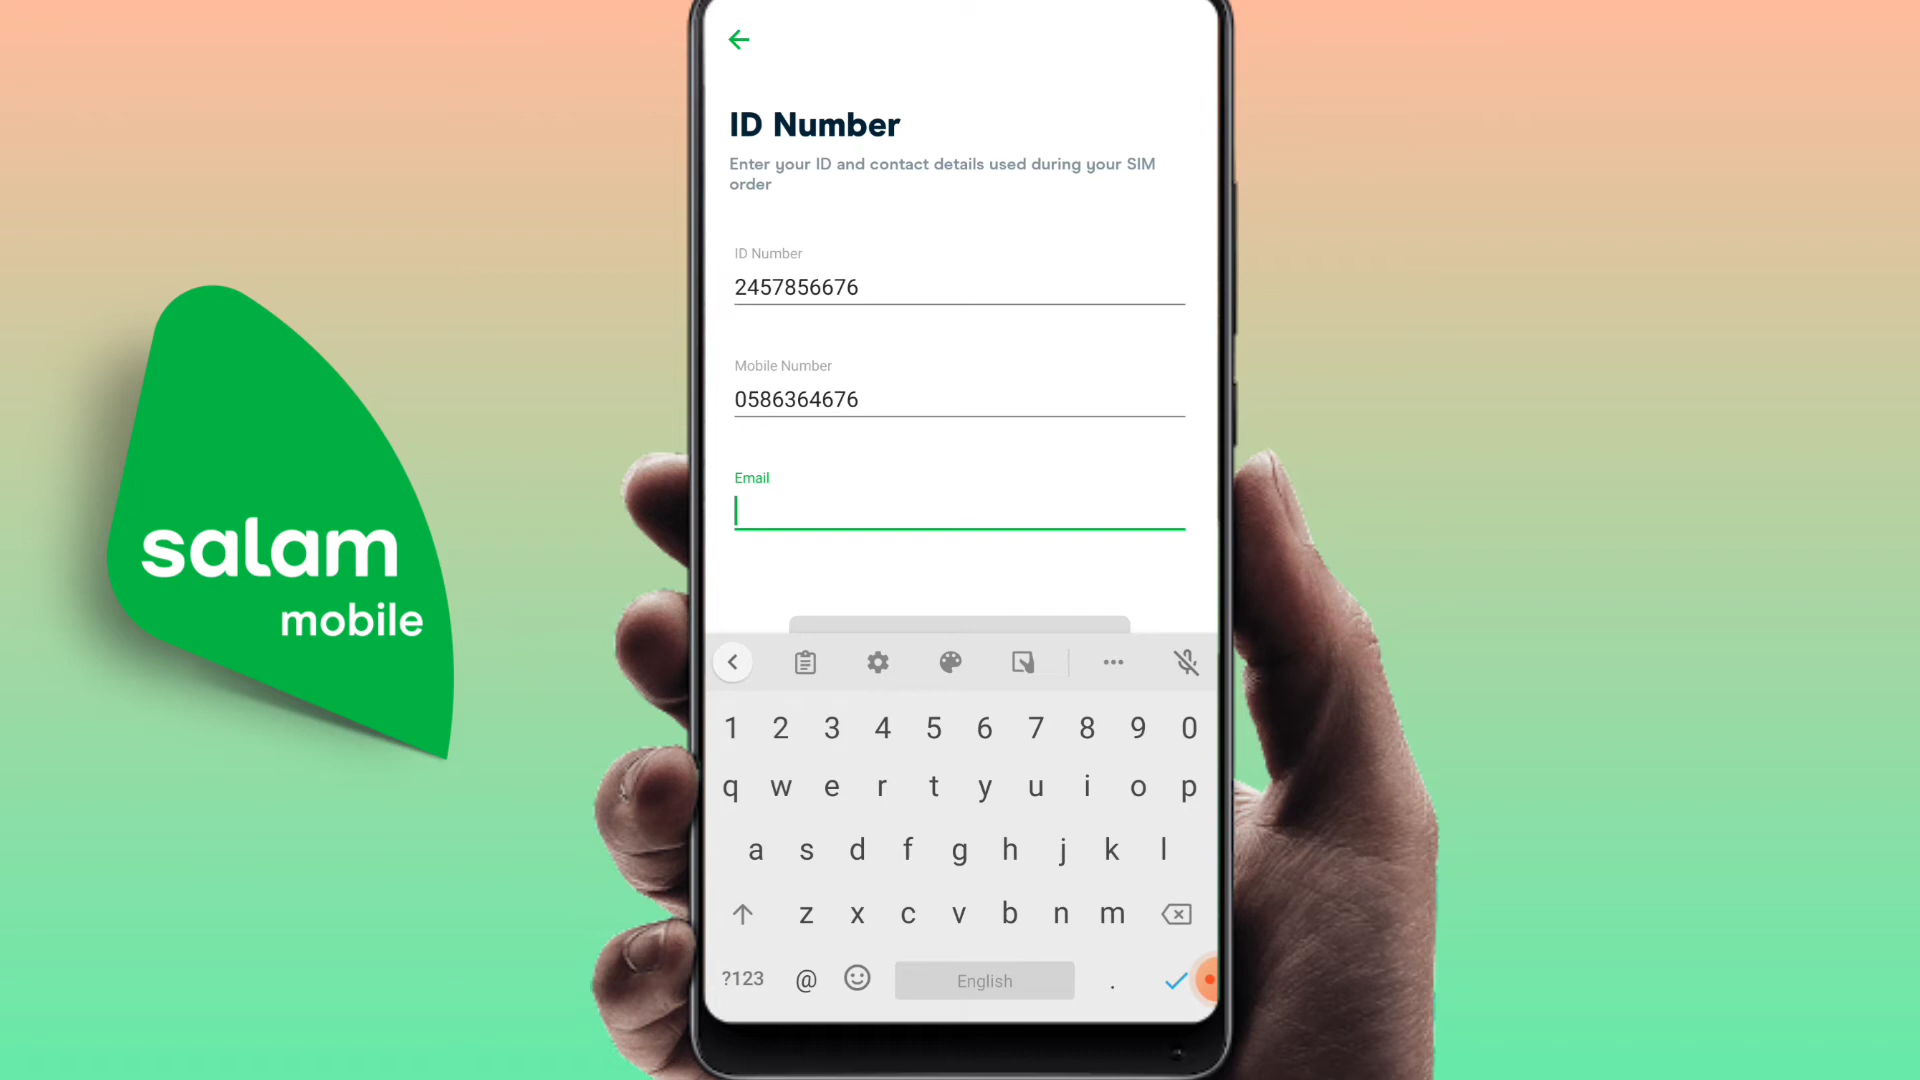 ID Number
Enter your ID and contact details used during your SIM
order
ID Number
2457856676
Mobile Number
0586364676
Email
salam
mobile
1 2 3 4 5 6 7 8 9 0
q w e r t y u i o p
a s d f g h j k l
z x c v b n m
?123 @ English .